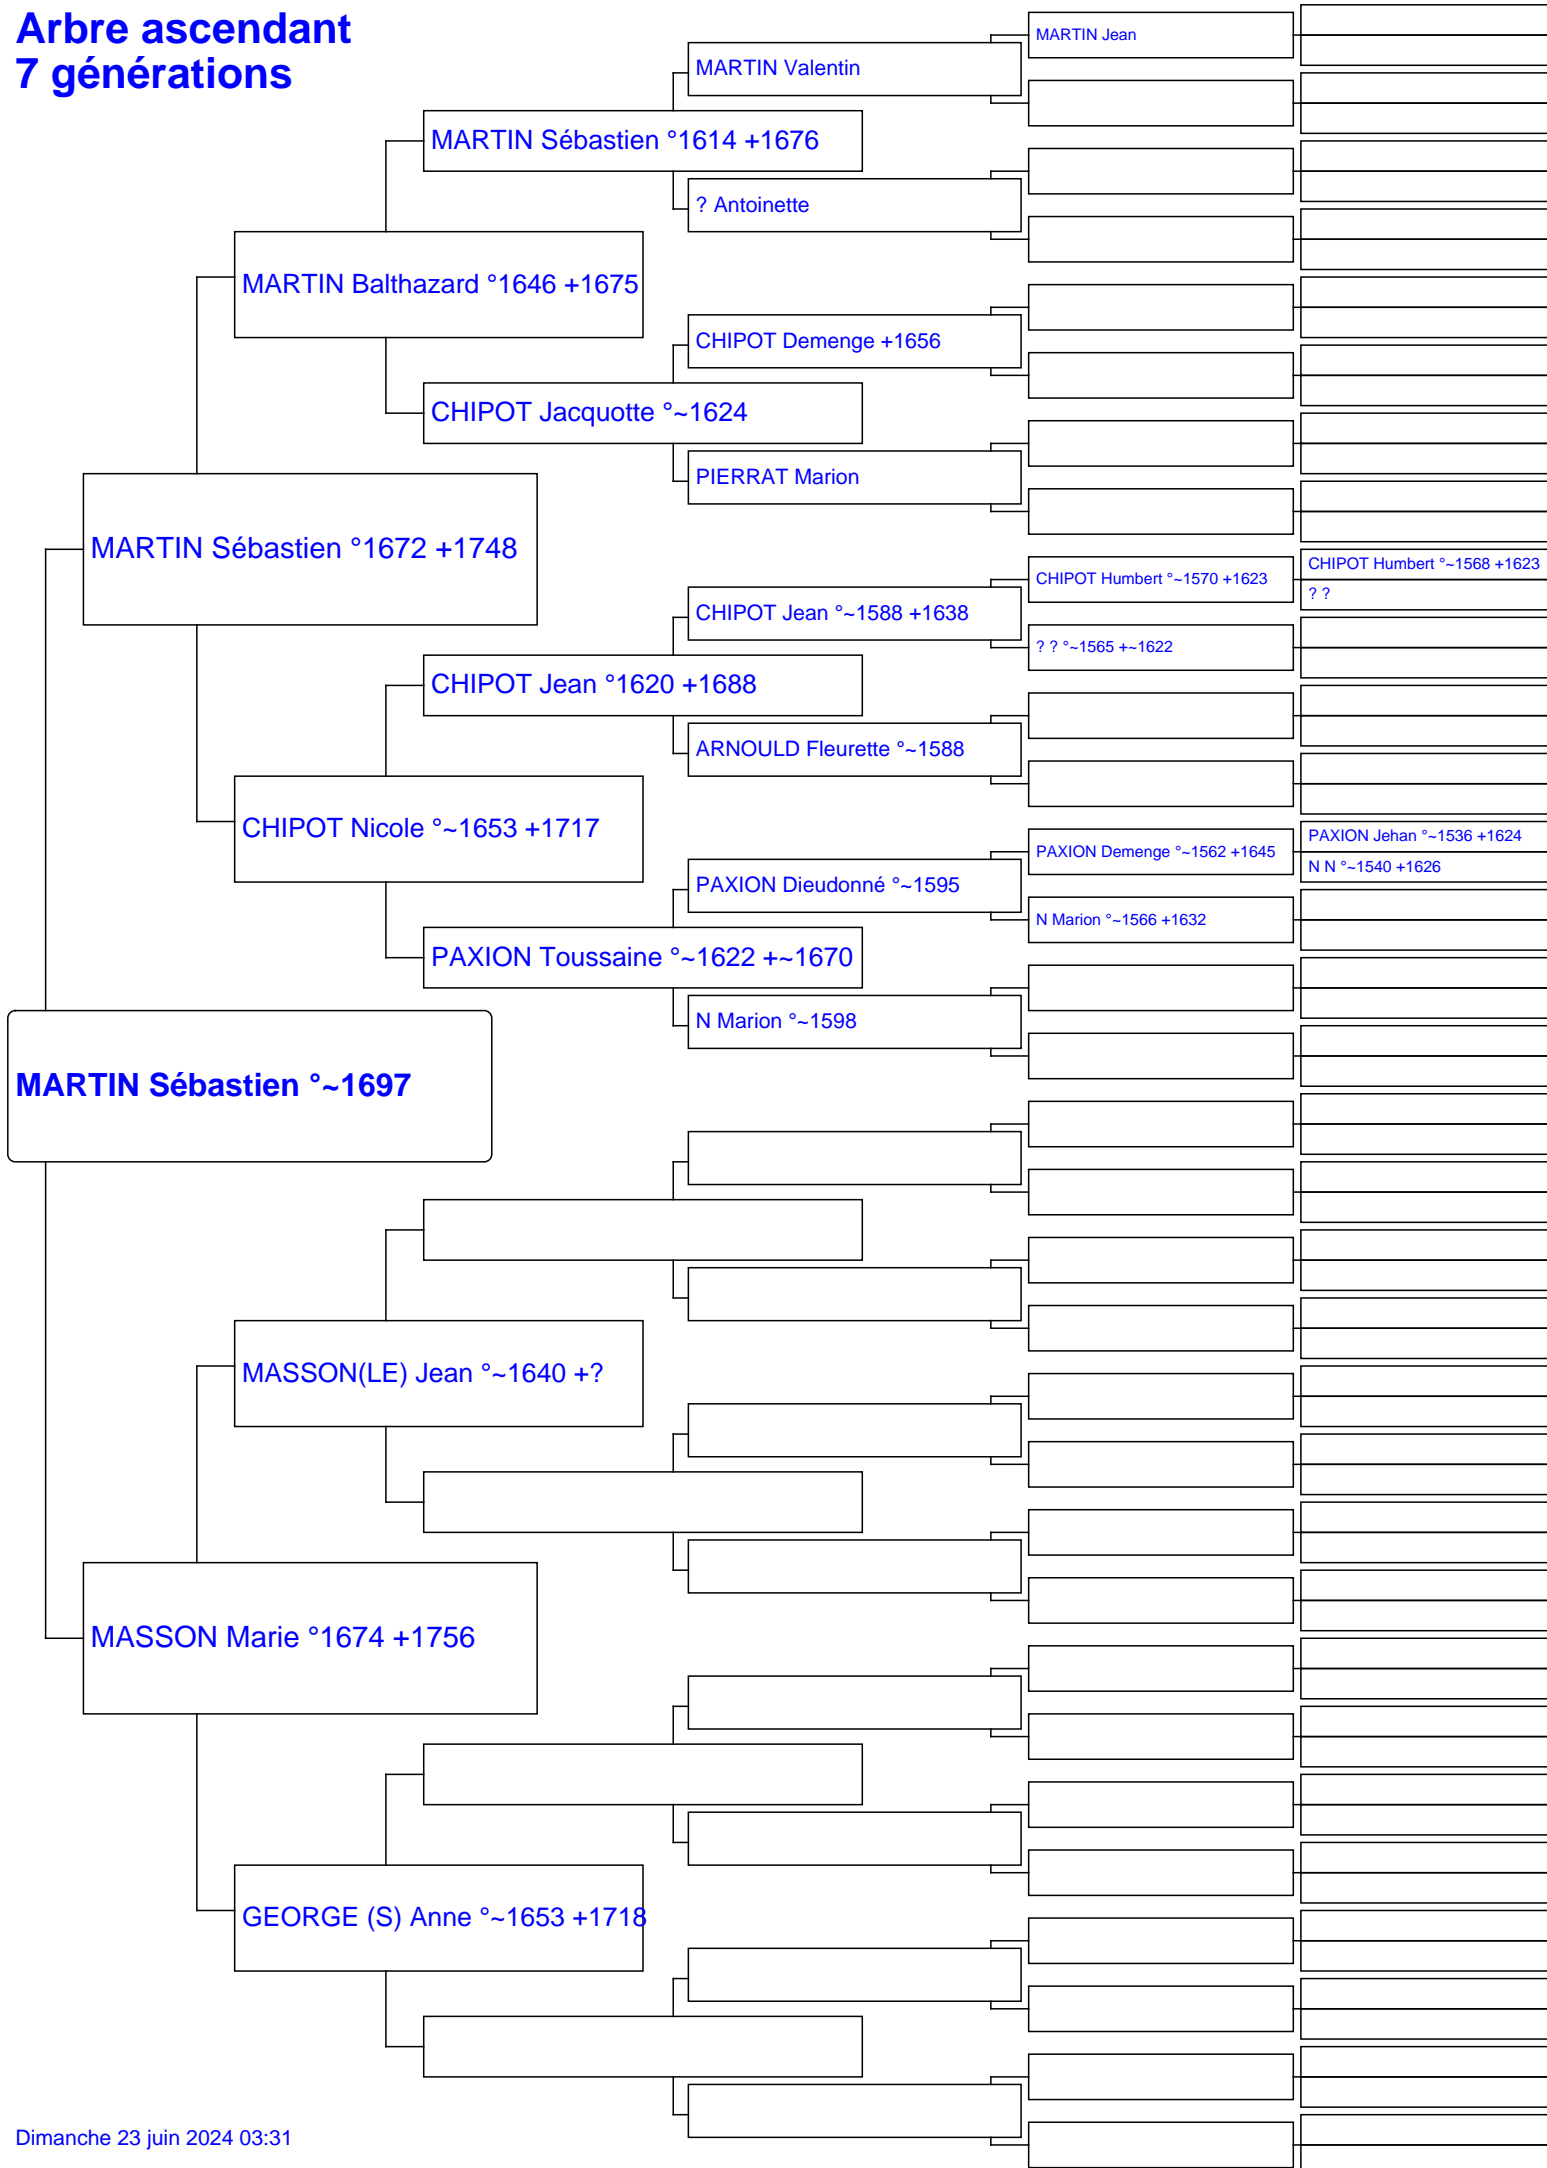 Arbre ascendant
7 générations
MARTIN Jean
MARTIN Valentin
MARTIN Sébastien °1614 +1676
? Antoinette
MARTIN Balthazard °1646 +1675
CHIPOT Demenge +1656
CHIPOT Jacquotte °~1624
PIERRAT Marion
MARTIN Sébastien °1672 +1748
CHIPOT Humbert °~1568 +1623
CHIPOT Humbert °~1570 +1623
? ?
CHIPOT Jean °~1588 +1638
? ? °~1565 +~1622
CHIPOT Jean °1620 +1688
ARNOULD Fleurette °~1588
CHIPOT Nicole °~1653 +1717
PAXION Jehan °~1536 +1624
PAXION Demenge °~1562 +1645
N N °~1540 +1626
PAXION Dieudonné °~1595
N Marion °~1566 +1632
PAXION Toussaine °~1622 +~1670
N Marion °~1598
MARTIN Sébastien °~1697
MASSON(LE) Jean °~1640 +?
MASSON Marie °1674 +1756
GEORGE (S) Anne °~1653 +1718
Dimanche 23 juin 2024 03:31